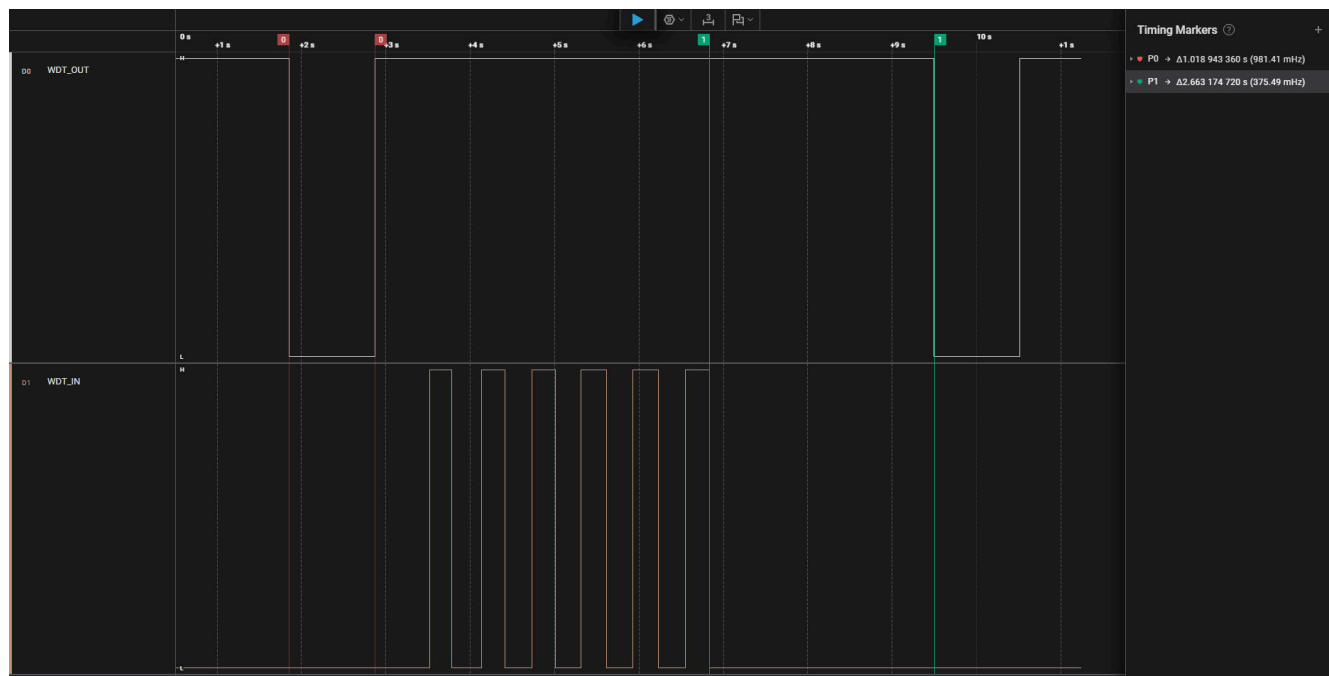 3
0 s
+1 s
0
+2 s
0
+3 s
+4 s
+5 s
+6 s
1
+7 s
+8 s
+9 s
1
10 s
+1 s
Timing Markers ?
+
P0 → Δ1.018 943 360 s (981.41 mHz)
P1 → Δ2.663 174 720 s (375.49 mHz)
D0 WDT_OUT
H
L
D1 WDT_IN
H
L